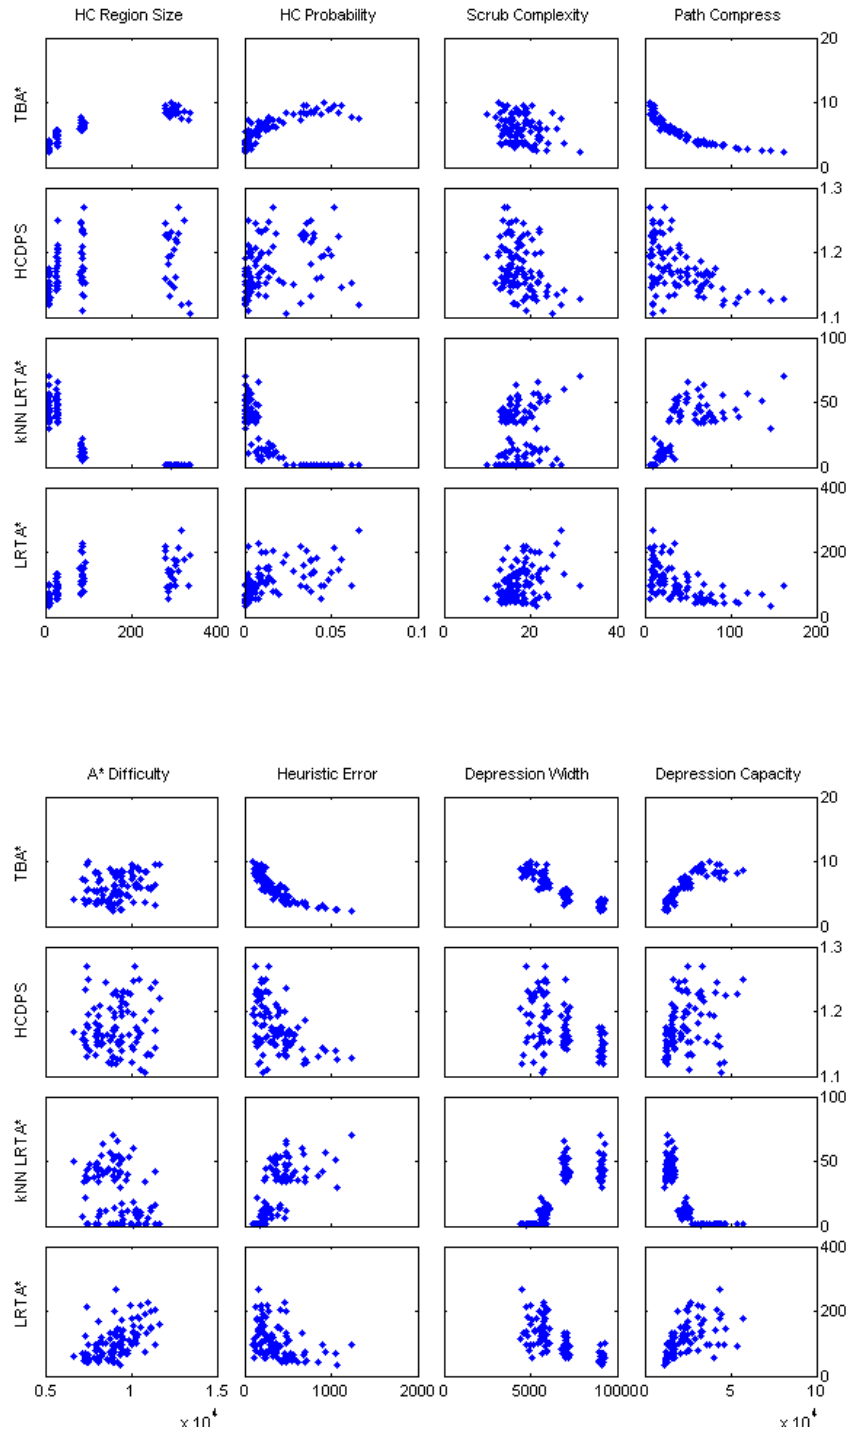 HC Region Size HC Probability Scrub Complexity Path Compress
20
TBA* 10
0
1.3
HCDPS 1.2
1.1
100
kNN LRTA* 50
0
400
LRTA* 200
0
0 200 400 0 0.05 0.1 0 20 40 0 100 200
A* Difficulty Heuristic Error Depression Width Depression Capacity
20
TBA* 10
0
1.3
HCDPS 1.2
1.1
100
kNN LRTA* 50
0
400
LRTA* 200
0
0.5 1 1.5 0 1000 2000 0 5000 10000 0 5 10
x 10⁴ x 10⁴